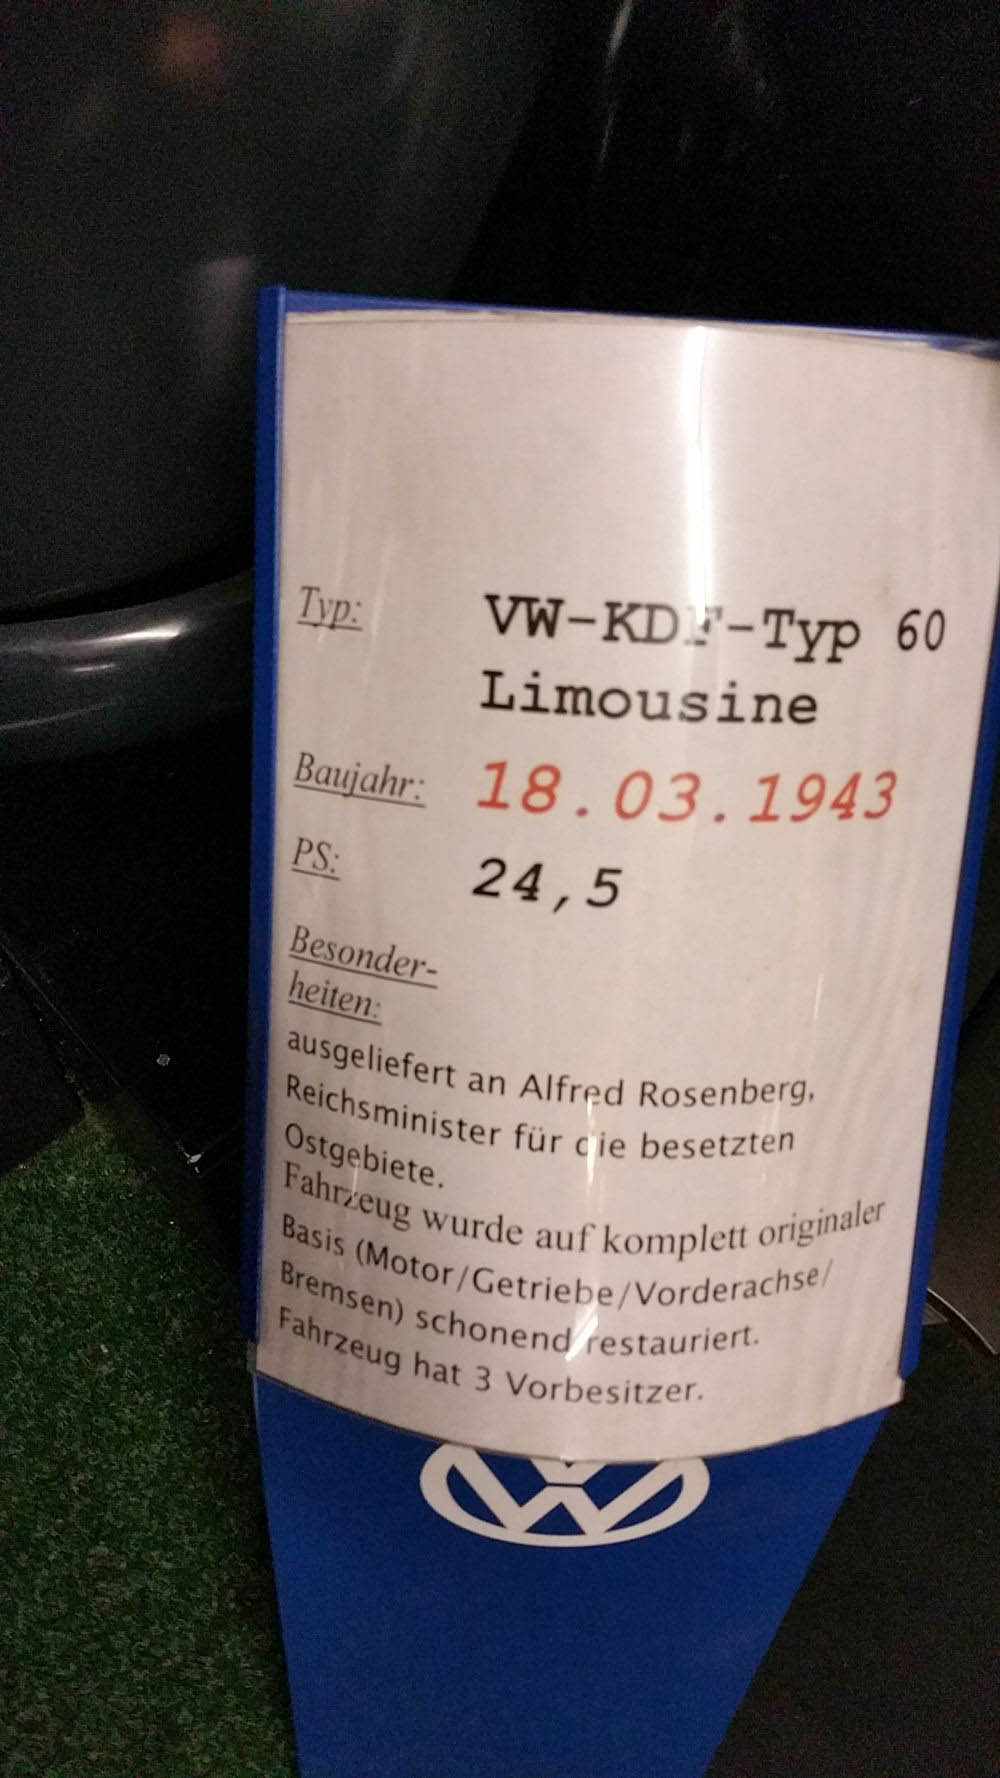 Typ: VW-KDF-Typ 60
Limousine
Baujahr: 18.03.1943
PS: 24,5
Besonder-
heiten:
ausgeliefert an Alfred Rosenberg,
Reichsminister für die besetzten
Ostgebiete.
Fahrzeug wurde auf komplett originaler
Basis (Motor/Getriebe/Vorderachse/
Bremsen) schonend restauriert.
Fahrzeug hat 3 Vorbesitzer.
VW